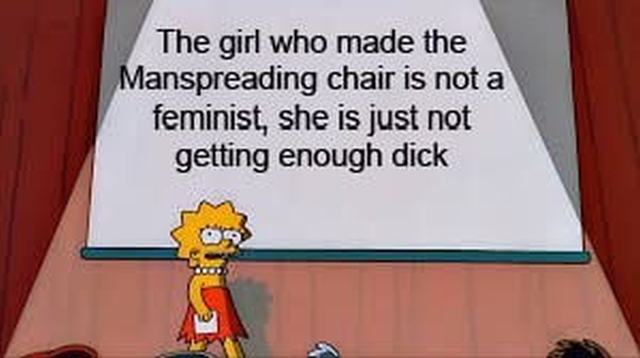 The girl who made the
Manspreading chair is not a
feminist, she is just not
getting enough dick